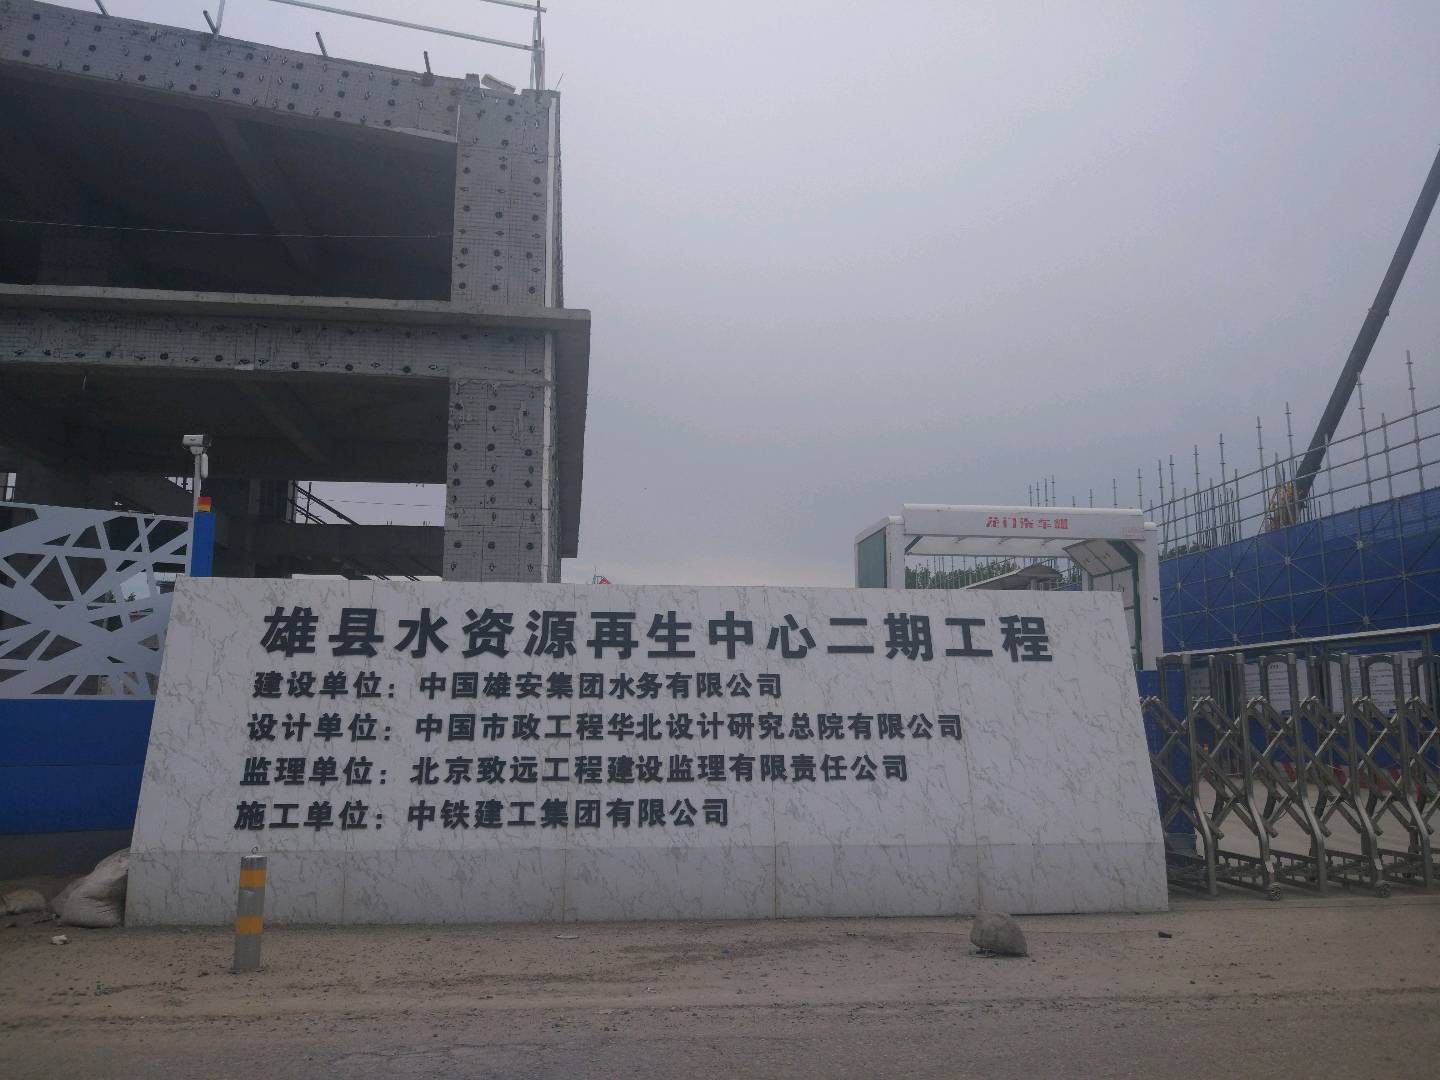 龙门洗车机
雄县水资源再生中心二期工程
建设单位：中国雄安集团水务有限公司
设计单位：中国市政工程华北设计研究总院有限公司
监理单位：北京致远工程建设监理有限责任公司
施工单位：中铁建工集团有限公司